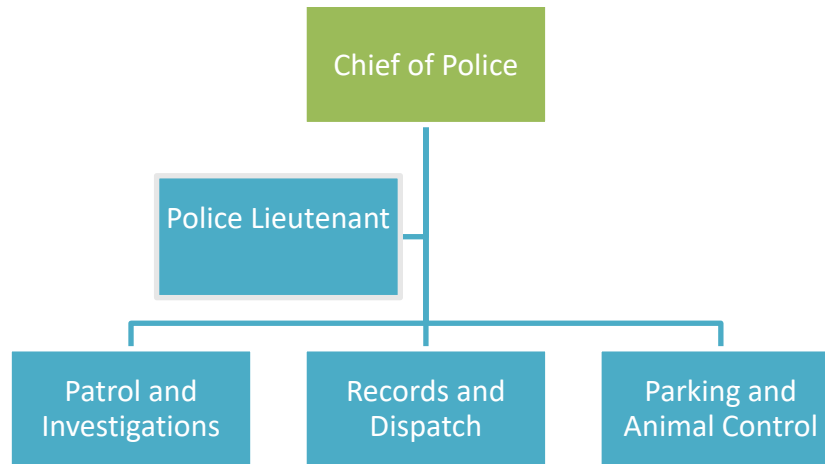 Chief of Police
Police Lieutenant
Patrol and
Investigations
Records and
Dispatch
Parking and
Animal Control